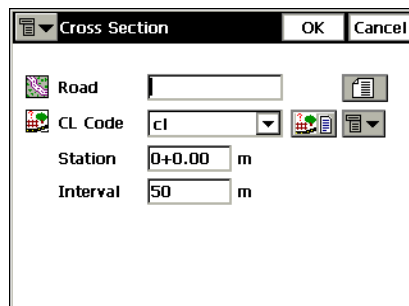 Cross Section OK Cancel
Road
CL Code cl
Station 0+0.00 m
Interval 50 m